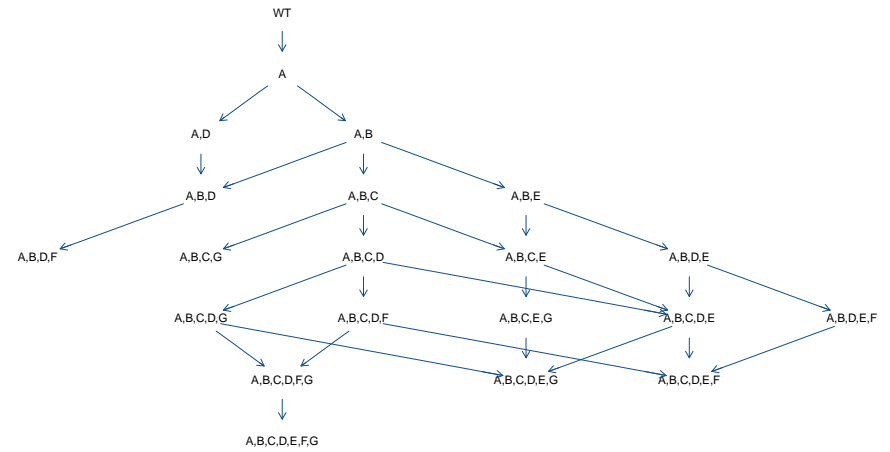 WT
A
A,D
A,B
A,B,D
A,B,C
A,B,E
A,B,D,F
A,B,C,G
A,B,C,D
A,B,C,E
A,B,D,E
A,B,C,D,G
A,B,C,D,F
A,B,C,E,G
A,B,C,D,E
A,B,D,E,F
A,B,C,D,F,G
A,B,C,D,E,G
A,B,C,D,E,F
A,B,C,D,E,F,G